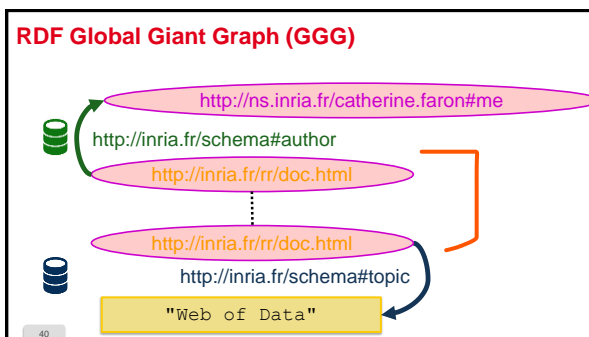 RDF Global Giant Graph (GGG)
http://ns.inria.fr/catherine.faron#me
http://inria.fr/schema#author
http://inria.fr/rr/doc.html
http://inria.fr/rr/doc.html
http://inria.fr/schema#topic
"Web of Data"
40